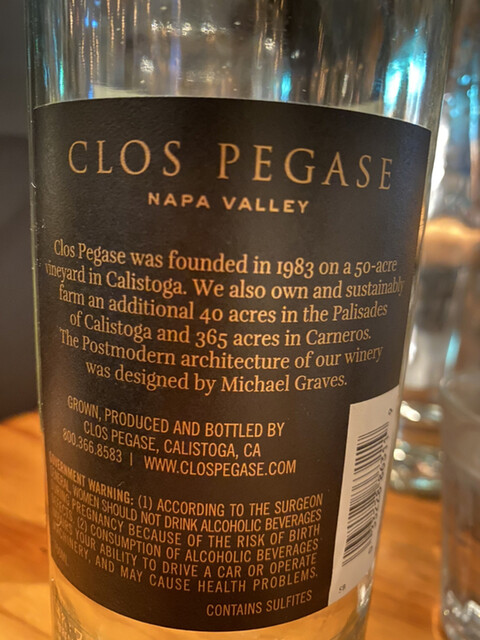 CLOS PEGASE
NAPA VALLEY
Clos Pegase was founded in 1983 on a 50-acre
vineyard in Calistoga. We also own and sustainably
farm an additional 40 acres in the Palisades
of Calistoga and 365 acres in Carneros.
The Postmodern architecture of our winery
was designed by Michael Graves.
GROWN, PRODUCED AND BOTTLED BY
CLOS PEGASE, CALISTOGA, CA
800.366.8583 | WWW.CLOSPEGASE.COM
GOVERNMENT WARNING: (1) ACCORDING TO THE SURGEON
WOMEN SHOULD NOT DRINK ALCOHOLIC BEVERAGES
PREGNANCY BECAUSE OF THE RISK OF BIRTH
(2) CONSUMPTION OF ALCOHOLIC BEVERAGES
YOUR ABILITY TO DRIVE A CAR OR OPERATE
AND MAY CAUSE HEALTH PROBLEMS.
CONTAINS SULFITES